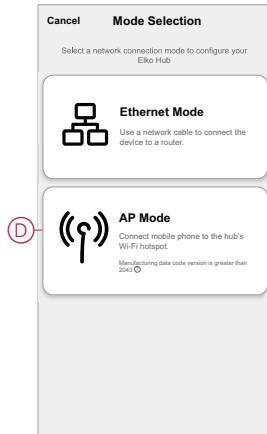 Cancel Mode Selection
Select a network connection mode to configure your
Elko Hub
Ethernet Mode
Use a network cable to connect the
device to a router.
D
AP Mode
Connect mobile phone to the hub's
Wi-Fi hotspot.
Manufacturing data code version is greater than
2043 ?